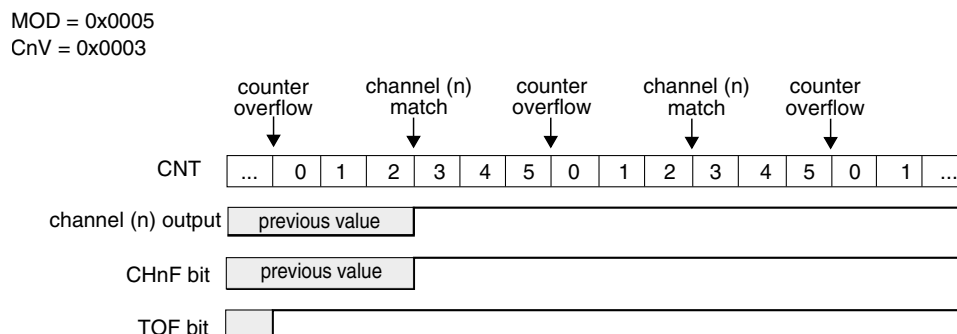 MOD = 0x0005
CnV = 0x0003
counter overflow
channel (n) match
counter overflow
channel (n) match
counter overflow
CNT ... 0 1 2 3 4 5 0 1 2 3 4 5 0 1 ...
channel (n) output previous value
CHnF bit previous value
TOF bit